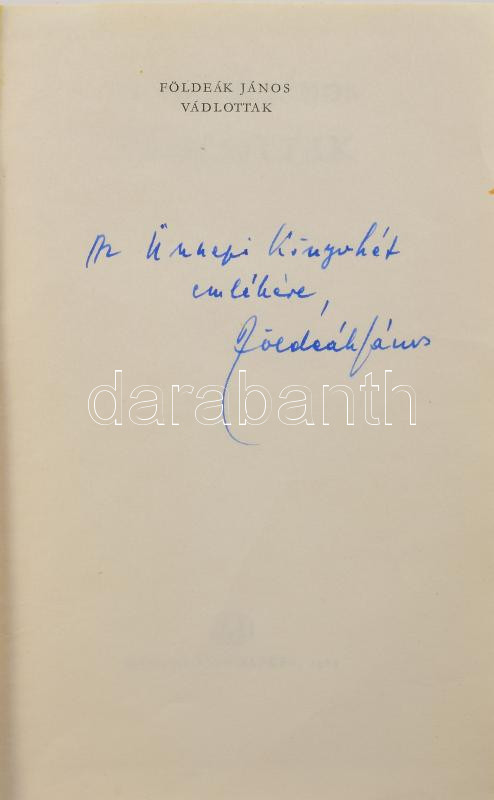 FÖLDEÁK JÁNOS
VÁDLOTTAK
Az Ünnepi Könyvhét
emlékére,
Földeák János
darabanth